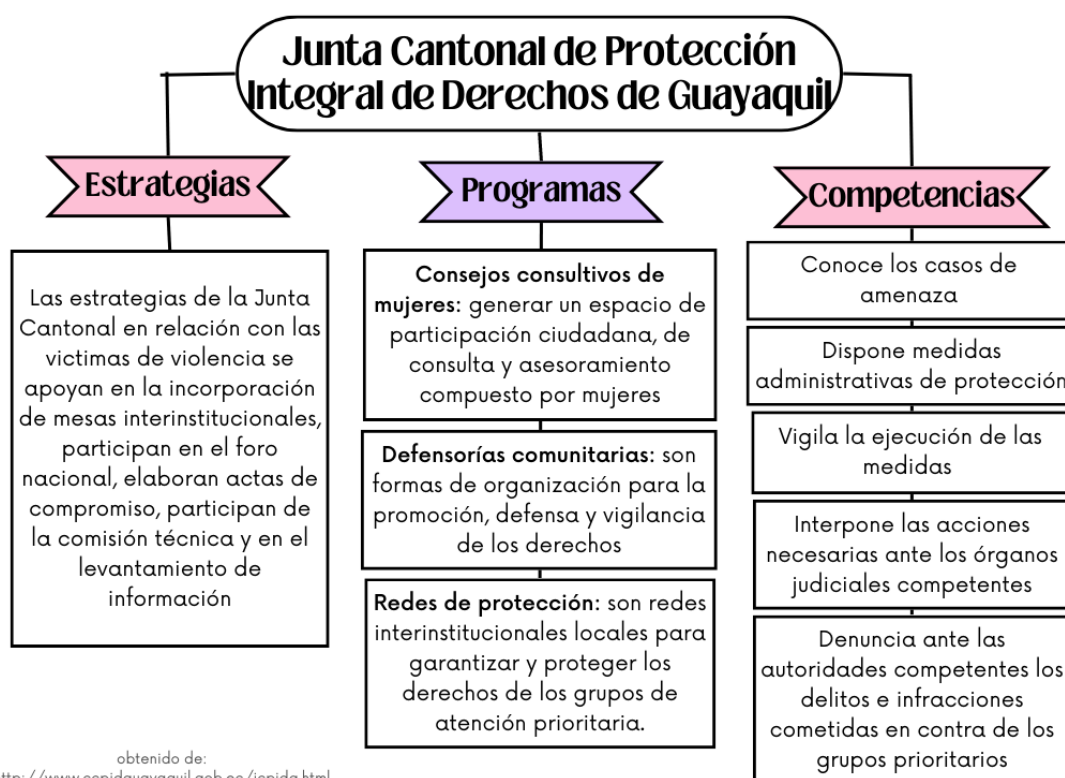 Junta Cantonal de Protección
Integral de Derechos de Guayaquil
Estrategias
Las estrategias de la Junta
Cantonal en relación con las
victimas de violencia se
apoyan en la incorporación
de mesas interinstitucionales,
participan en el foro
nacional, elaboran actas de
compromiso, participan de
la comisión técnica y en el
levantamiento de
información
Programas
Consejos consultivos de
mujeres: generar un espacio de
participación ciudadana, de
consulta y asesoramiento
compuesto por mujeres
Defensorías comunitarias: son
formas de organización para la
promoción, defensa y vigilancia
de los derechos
Redes de protección: son redes
interinstitucionales locales para
garantizar y proteger los
derechos de los grupos de
atención prioritaria.
Competencias
Conoce los casos de
amenaza
Dispone medidas
administrativas de protección
Vigila la ejecución de las
medidas
Interpone las acciones
necesarias ante los órganos
judiciales competentes
Denuncia ante las
autoridades competentes los
delitos e infracciones
cometidas en contra de los
grupos prioritarios
obtenido de: